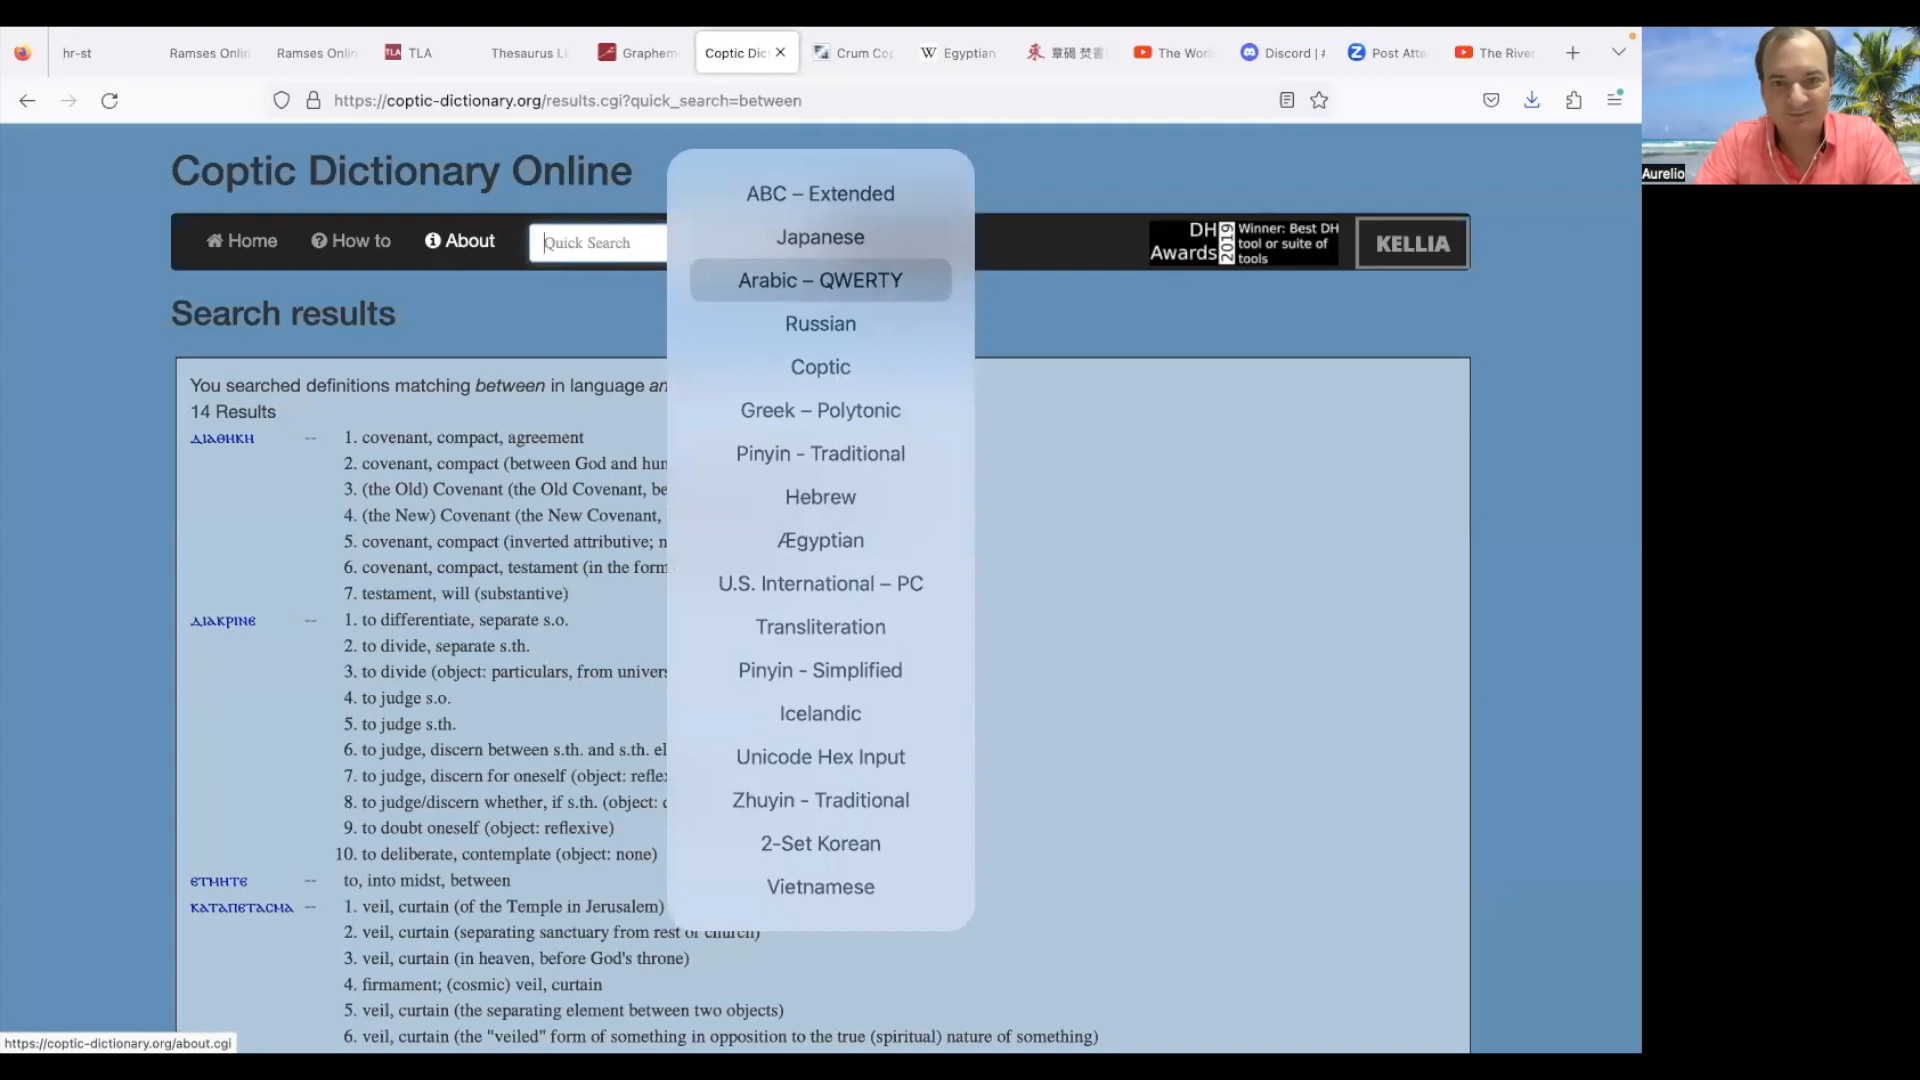 hr-st
Ramses Onlin
Ramses Onlin
TLA TLA
Thesaurus Li
Graphem
Coptic Dic
Crum Cop
W Egyptian
The Worl
Discord |
Z Post Atte
The River
https://coptic-dictionary.org/results.cgi?quick_search=between
Aurelio
Coptic Dictionary Online
Home
How to
About
Quick Search
DH Awards 2019
Winner: Best DH
tool or suite of
tools
KELLIA
ABC – Extended
Japanese
Arabic – QWERTY
Russian
Coptic
Greek – Polytonic
Pinyin - Traditional
Hebrew
Ægyptian
U.S. International – PC
Transliteration
Pinyin - Simplified
Icelandic
Unicode Hex Input
Zhuyin - Traditional
2-Set Korean
Vietnamese
Search results
You searched definitions matching between in language an
14 Results
ⲇⲓⲁⲑⲏⲕⲏ -- 1. covenant, compact, agreement
2. covenant, compact (between God and hum
3. (the Old) Covenant (the Old Covenant, be
4. (the New) Covenant (the New Covenant,
5. covenant, compact (inverted attributive; n
6. covenant, compact, testament (in the form
7. testament, will (substantive)
ⲇⲓⲁⲕⲣⲓⲛⲉ -- 1. to differentiate, separate s.o.
2. to divide, separate s.th.
3. to divide (object: particulars, from univers
4. to judge s.o.
5. to judge s.th.
6. to judge, discern between s.th. and s.th. el
7. to judge, discern for oneself (object: reflex
8. to judge/discern whether, if s.th. (object: c
9. to doubt oneself (object: reflexive)
10. to deliberate, contemplate (object: none)
ⲉⲧⲙⲏⲧⲉ -- to, into midst, between
ⲕⲁⲧⲁⲡⲉⲧⲁⲥⲙⲁ -- 1. veil, curtain (of the Temple in Jerusalem)
2. veil, curtain (separating sanctuary from rest of church)
3. veil, curtain (in heaven, before God's throne)
4. firmament; (cosmic) veil, curtain
5. veil, curtain (the separating element between two objects)
6. veil, curtain (the "veiled" form of something in opposition to the true (spiritual) nature of something)
https://coptic-dictionary.org/about.cgi